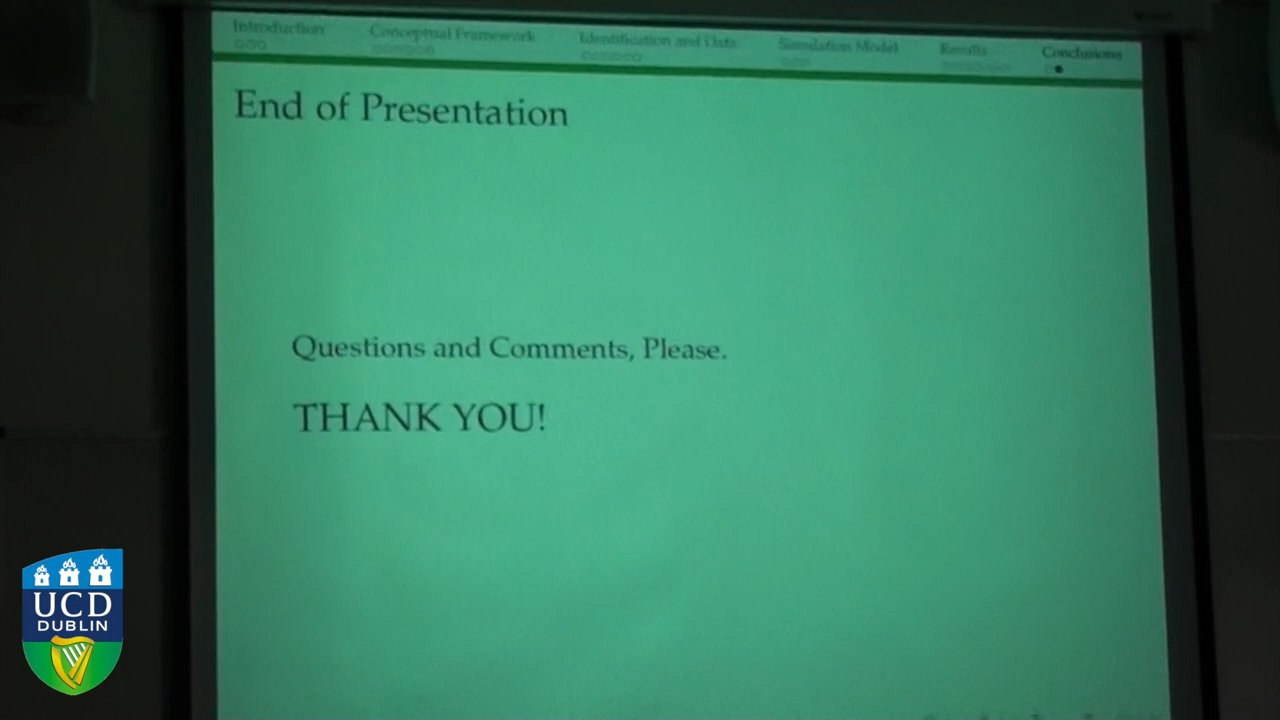 Introduction
Conceptual Framework
Identification and Data
Simulation Model
Results
Conclusions
End of Presentation
Questions and Comments, Please.
THANK YOU!
UCD
DUBLIN